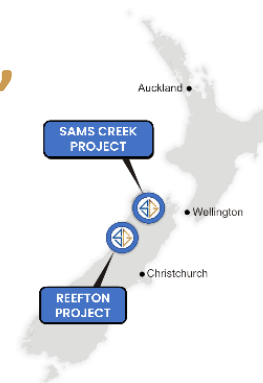 Auckland
SAMS CREEK
PROJECT
Wellington
Christchurch
REEFTON
PROJECT